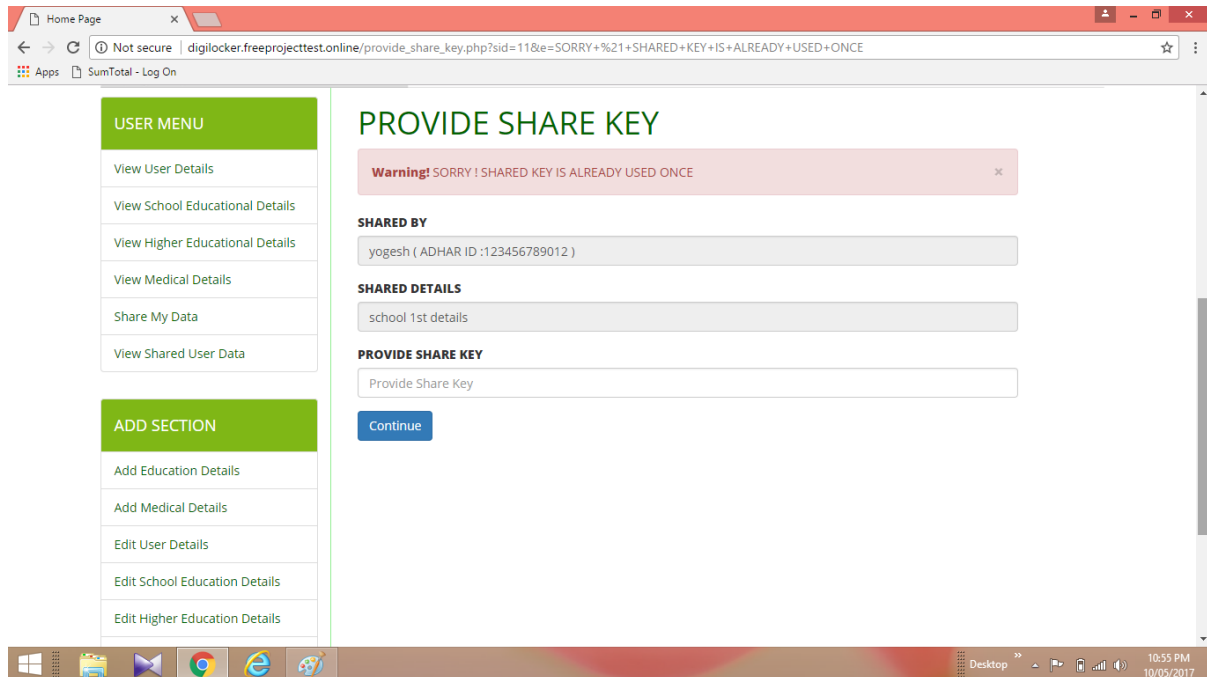 Home Page
Not secure | digilocker.freeprojecttest.online/provide_share_key.php?sid=11&e=SORRY+%21+SHARED+KEY+IS+ALREADY+USED+ONCE
Apps SumTotal - Log On
USER MENU
View User Details
View School Educational Details
View Higher Educational Details
View Medical Details
Share My Data
View Shared User Data
ADD SECTION
Add Education Details
Add Medical Details
Edit User Details
Edit School Education Details
Edit Higher Education Details
PROVIDE SHARE KEY
Warning! SORRY ! SHARED KEY IS ALREADY USED ONCE ×
SHARED BY
yogesh ( ADHAR ID :123456789012 )
SHARED DETAILS
school 1st details
PROVIDE SHARE KEY
Provide Share Key
Continue
Desktop
10:55 PM
10/05/2017